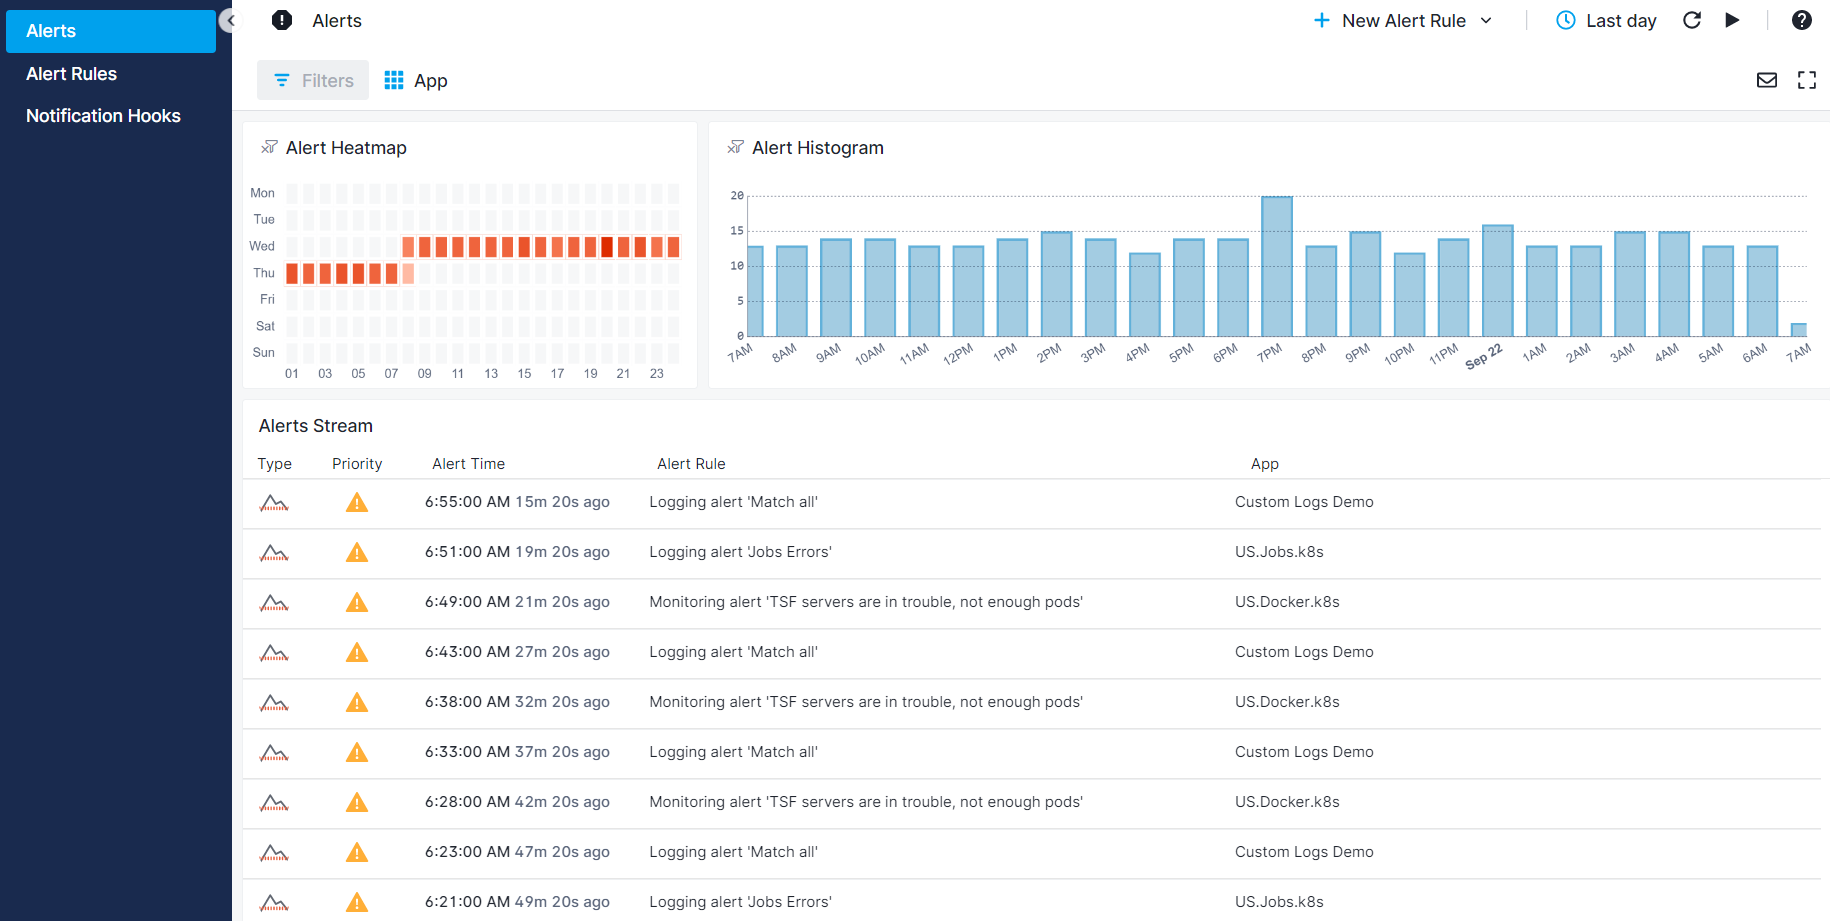 Alerts
Alert Rules
Notification Hooks
Alerts
New Alert Rule
Last day
Filters
App
Alert Heatmap
Mon
Tue
Wed
Thu
Fri
Sat
Sun
01 03 05 07 09 11 13 15 17 19 21 23
Alert Histogram
20
15
10
5
0
7AM 8AM 9AM 10AM 11AM 12PM 1PM 2PM 3PM 4PM 5PM 6PM 7PM 8PM 9PM 10PM 11PM Sep 22 1AM 2AM 3AM 4AM 5AM 6AM 7AM
Alerts Stream
Type Priority Alert Time Alert Rule App
6:55:00 AM 15m 20s ago Logging alert 'Match all' Custom Logs Demo
6:51:00 AM 19m 20s ago Logging alert 'Jobs Errors' US.Jobs.k8s
6:49:00 AM 21m 20s ago Monitoring alert 'TSF servers are in trouble, not enough pods' US.Docker.k8s
6:43:00 AM 27m 20s ago Logging alert 'Match all' Custom Logs Demo
6:38:00 AM 32m 20s ago Monitoring alert 'TSF servers are in trouble, not enough pods' US.Docker.k8s
6:33:00 AM 37m 20s ago Logging alert 'Match all' Custom Logs Demo
6:28:00 AM 42m 20s ago Monitoring alert 'TSF servers are in trouble, not enough pods' US.Docker.k8s
6:23:00 AM 47m 20s ago Logging alert 'Match all' Custom Logs Demo
6:21:00 AM 49m 20s ago Logging alert 'Jobs Errors' US.Jobs.k8s